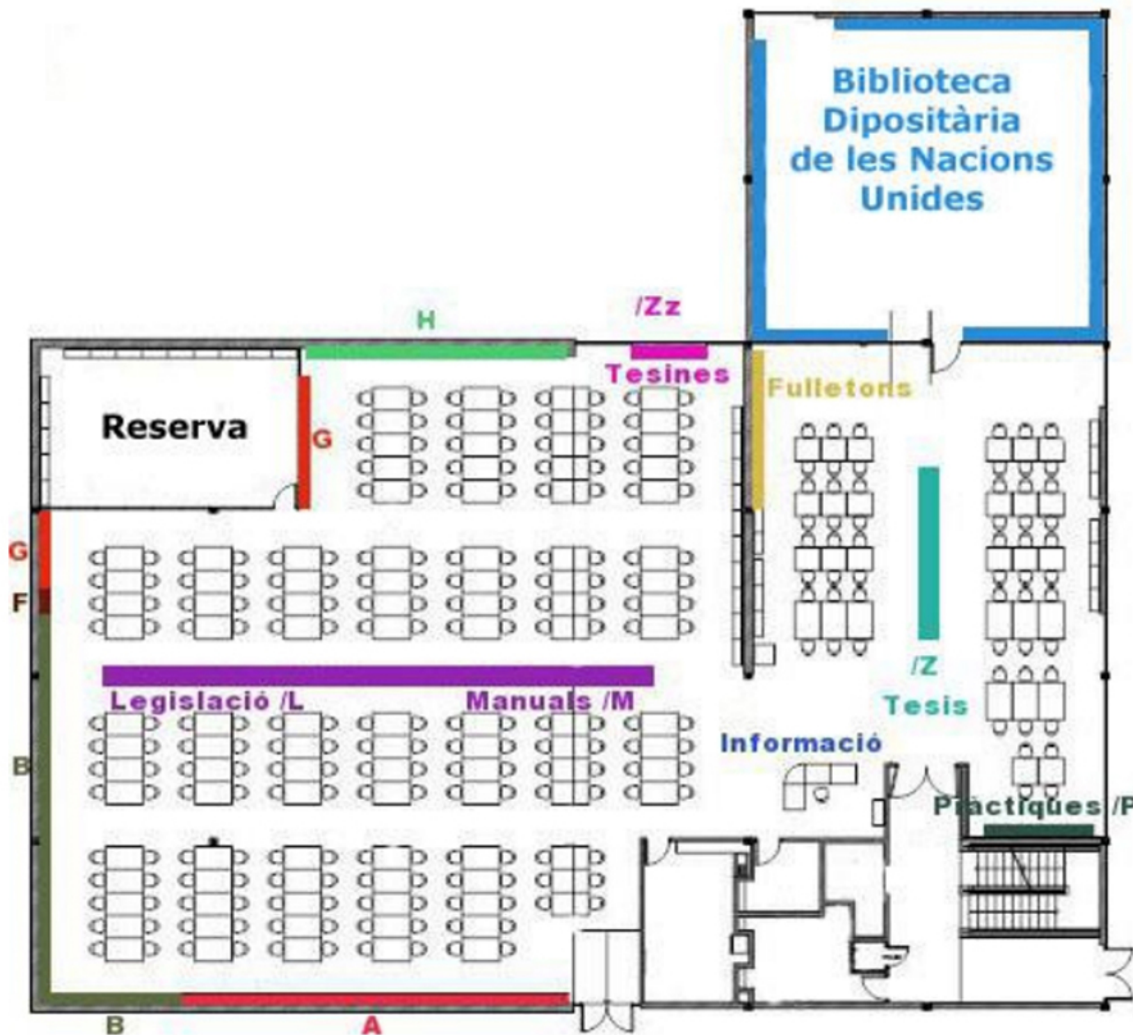 Biblioteca
Dipositària
de les Nacions
Unides
H
/Zz
Tesines
Fulletons
Reserva
G
G
F
/Z
Tesis
Legislació /L
Manuals /M
Informació
B
Pràctiques /P
B
A